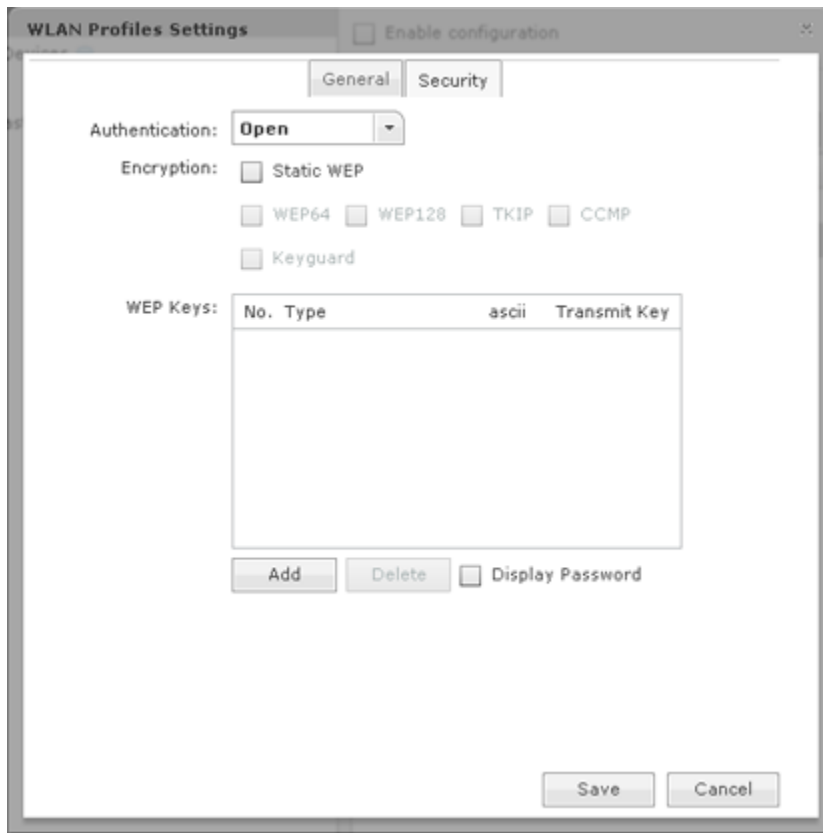 WLAN Profiles Settings
Enable configuration
Devices
General Security
Authentication: Open
Encryption: Static WEP
WEP64 WEP128 TKIP CCMP
Keyguard
WEP Keys: No. Type ascii Transmit Key
Add Delete Display Password
Save Cancel